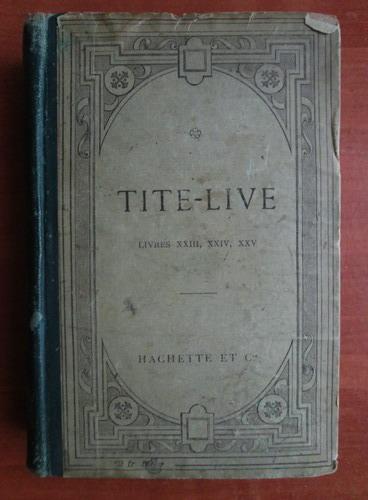 TITE-LIVE
LIVRES XXIII, XXIV, XXV
HACHETTE ET Cie